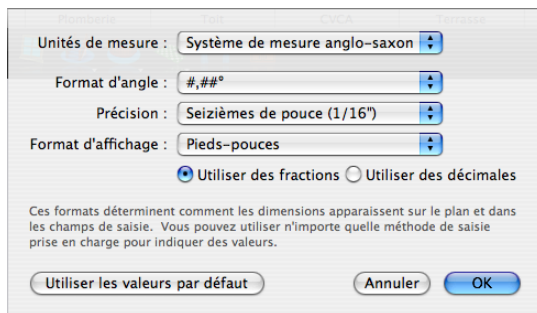 Plomberie Toit CVCA Terrasse
Unités de mesure : Système de mesure anglo-saxon
Format d'angle : #,##°
Précision : Seizièmes de pouce (1/16")
Format d'affichage : Pieds-pouces
Utiliser des fractions Utiliser des décimales
Ces formats déterminent comment les dimensions apparaissent sur le plan et dans
les champs de saisie. Vous pouvez utiliser n'importe quelle méthode de saisie
prise en charge pour indiquer des valeurs.
Utiliser les valeurs par défaut Annuler OK